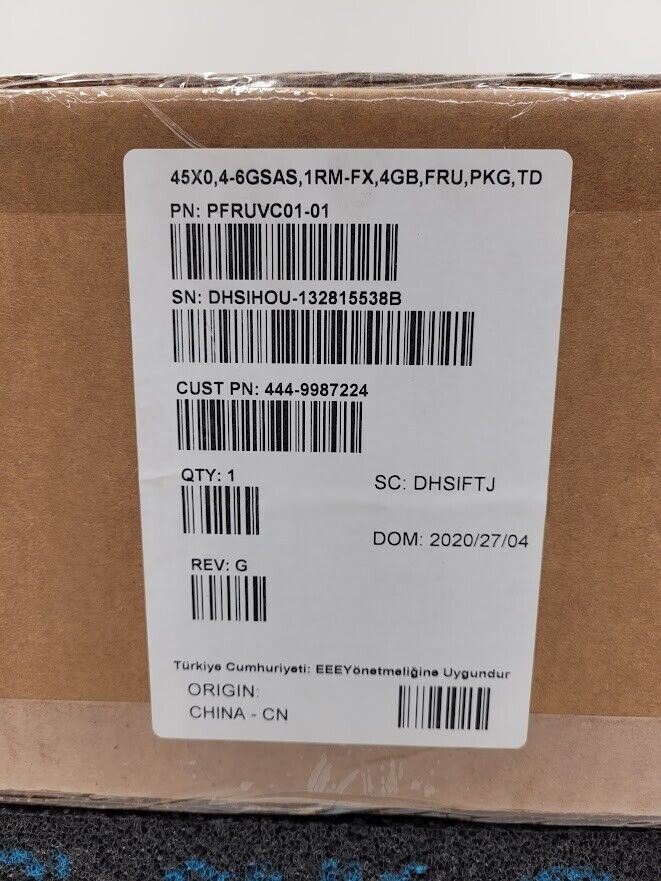 45X0,4-6GSAS,1RM-FX,4GB,FRU,PKG,TD
PN: PFRUVC01-01
SN: DHSIHOU-132815538B
CUST PN: 444-9987224
QTY: 1
SC: DHSIFTJ
DOM: 2020/27/04
REV: G
Türkiye Cumhuriyeti: EEEYönetmeliğine Uygundur
ORIGIN:
CHINA - CN